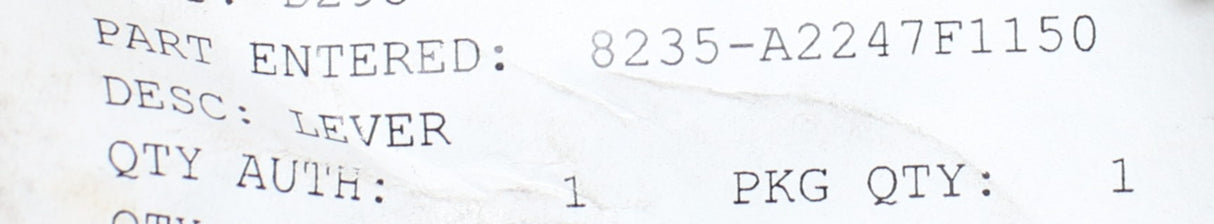 PART ENTERED: 8235-A2247F1150
DESC: LEVER
QTY AUTH: 1 PKG QTY: 1